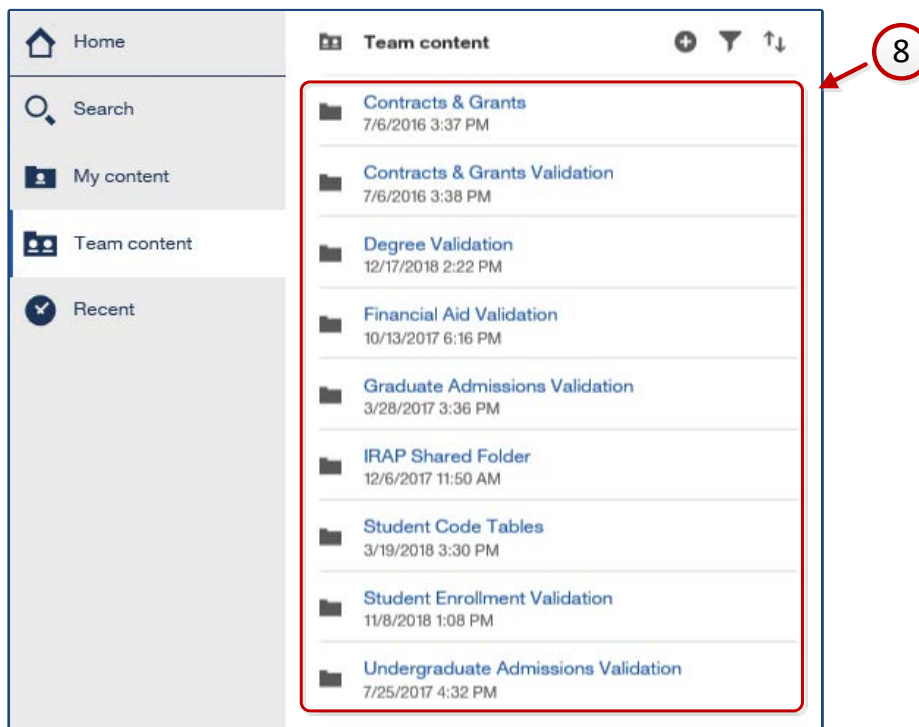 Home
Search
My content
Team content
Recent
Team content
8
Contracts & Grants
7/6/2016 3:37 PM
Contracts & Grants Validation
7/6/2016 3:38 PM
Degree Validation
12/17/2018 2:22 PM
Financial Aid Validation
10/13/2017 6:16 PM
Graduate Admissions Validation
3/28/2017 3:36 PM
IRAP Shared Folder
12/6/2017 11:50 AM
Student Code Tables
3/19/2018 3:30 PM
Student Enrollment Validation
11/8/2018 1:08 PM
Undergraduate Admissions Validation
7/25/2017 4:32 PM